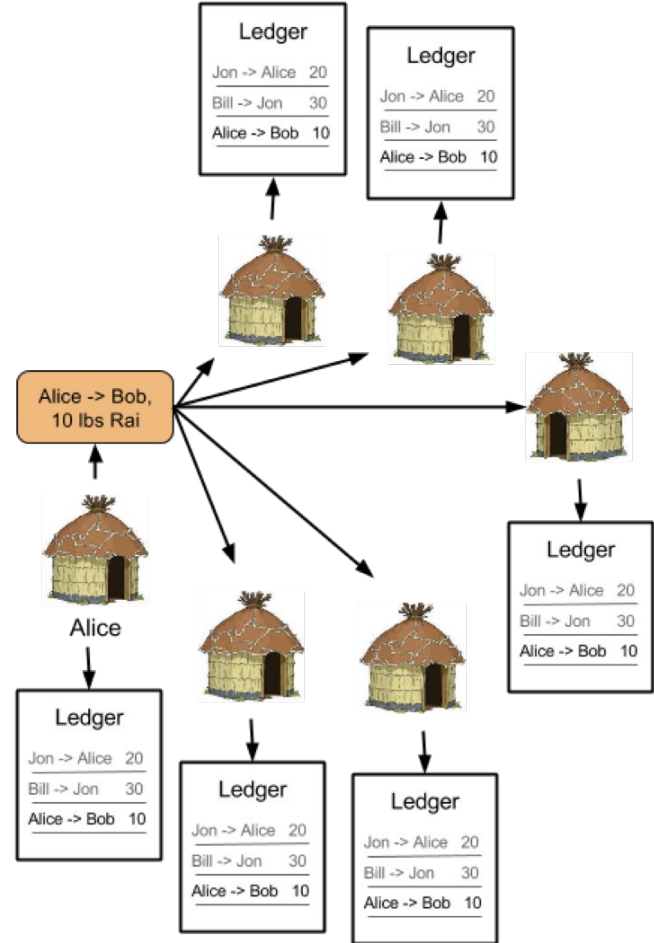 Ledger
Jon -> Alice 20
Bill -> Jon 30
Alice -> Bob 10
Ledger
Jon -> Alice 20
Bill -> Jon 30
Alice -> Bob 10
Alice -> Bob,
10 lbs Rai
Alice
Ledger
Jon -> Alice 20
Bill -> Jon 30
Alice -> Bob 10
Ledger
Jon -> Alice 20
Bill -> Jon 30
Alice -> Bob 10
Ledger
Jon -> Alice 20
Bill -> Jon 30
Alice -> Bob 10
Ledger
Jon -> Alice 20
Bill -> Jon 30
Alice -> Bob 10